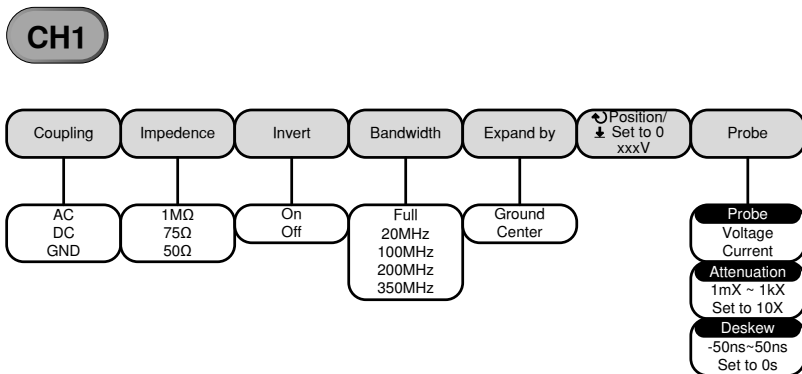 CH1
Coupling
Impedence
Invert
Bandwidth
Expand by
Position/
Set to 0
xxxV
Probe
AC
DC
GND
1MΩ
75Ω
50Ω
On
Off
Full
20MHz
100MHz
200MHz
350MHz
Ground
Center
Probe
Voltage
Current
Attenuation
1mX ~ 1kX
Set to 10X
Deskew
-50ns~50ns
Set to 0s